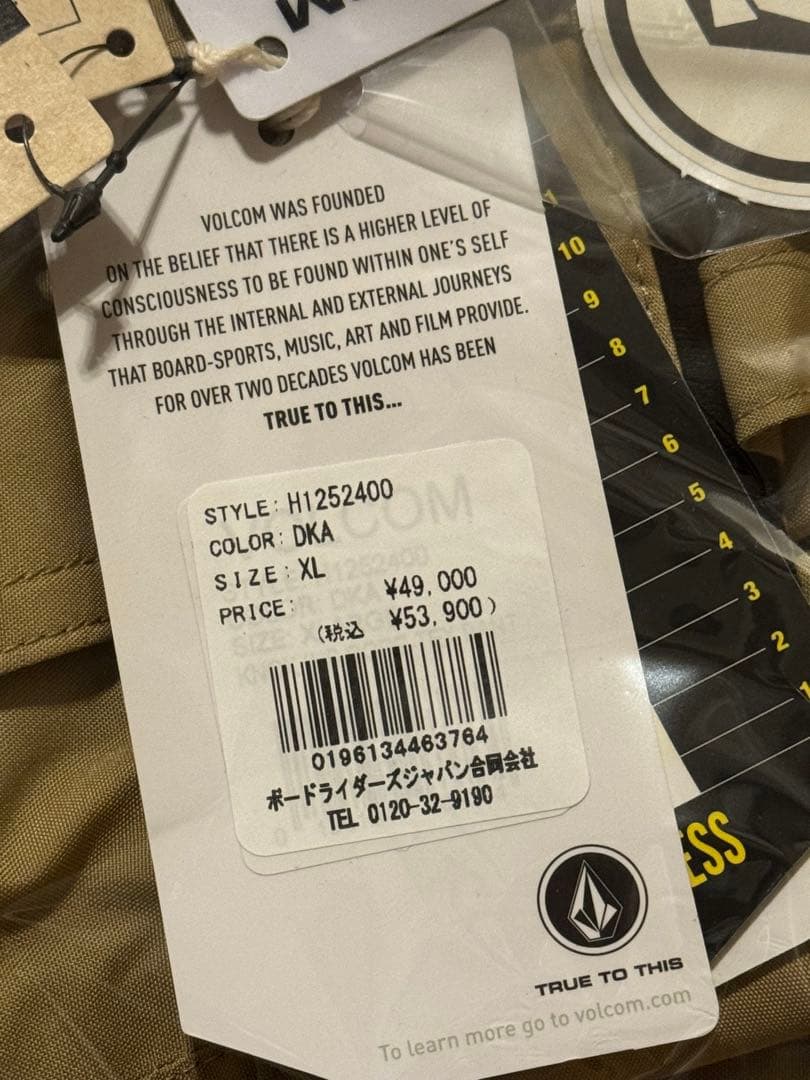 VOLCOM WAS FOUNDED
ON THE BELIEF THAT THERE IS A HIGHER LEVEL OF
CONSCIOUSNESS TO BE FOUND WITHIN ONE'S SELF
THROUGH THE INTERNAL AND EXTERNAL JOURNEYS
THAT BOARD-SPORTS, MUSIC, ART AND FILM PROVIDE.
FOR OVER TWO DECADES VOLCOM HAS BEEN
TRUE TO THIS...
STYLE: H1252400
COLOR: DKA
SIZE: XL
PRICE: ¥49,000
(税込 ¥53,900)
0196134463764
ボードライダーズジャパン合同会社
TEL 0120-32-9190
TRUE TO THIS
To learn more go to volcom.com
10
9
8
7
6
5
4
3
2
1
ESS